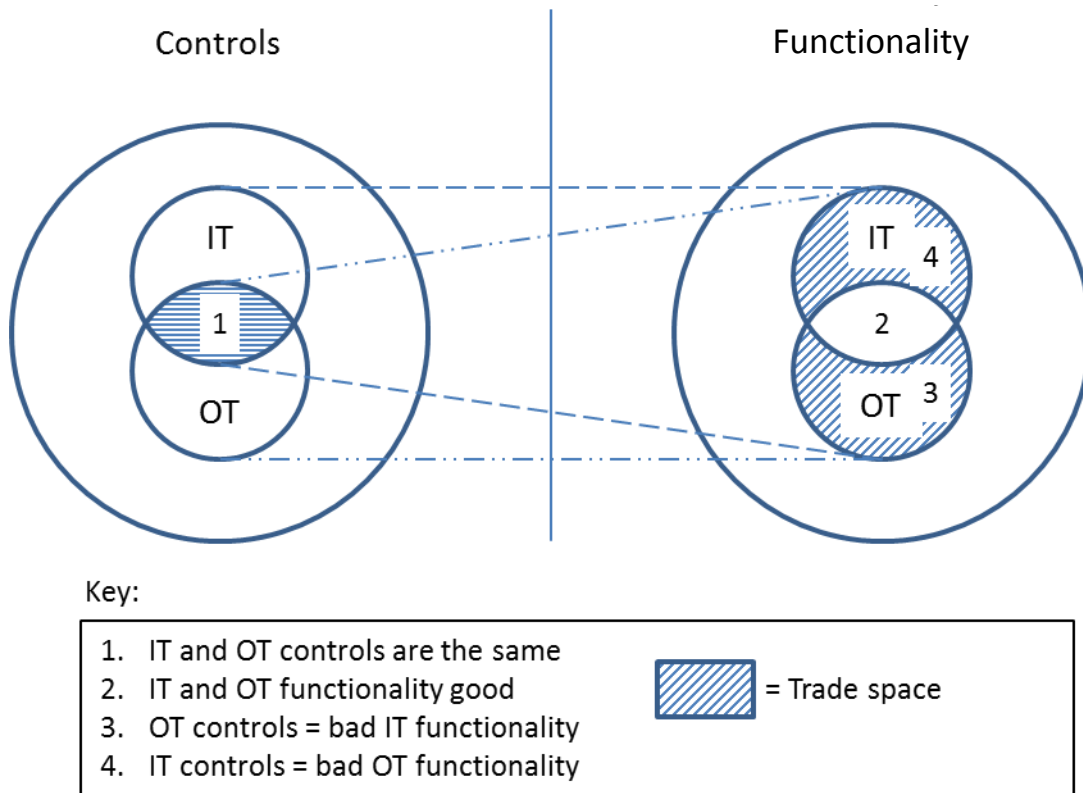 Controls
Functionality
IT
1
OT
IT
4
2
OT
3
Key:
1. IT and OT controls are the same
2. IT and OT functionality good
3. OT controls = bad IT functionality
4. IT controls = bad OT functionality
= Trade space